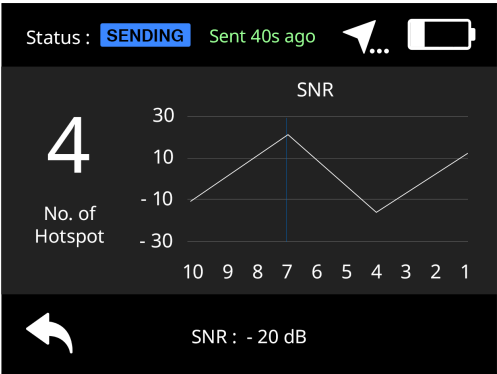 Status : SENDING Sent 40s ago
SNR
30
10
- 10
- 30
4
No. of
Hotspot
10 9 8 7 6 5 4 3 2 1
SNR : - 20 dB